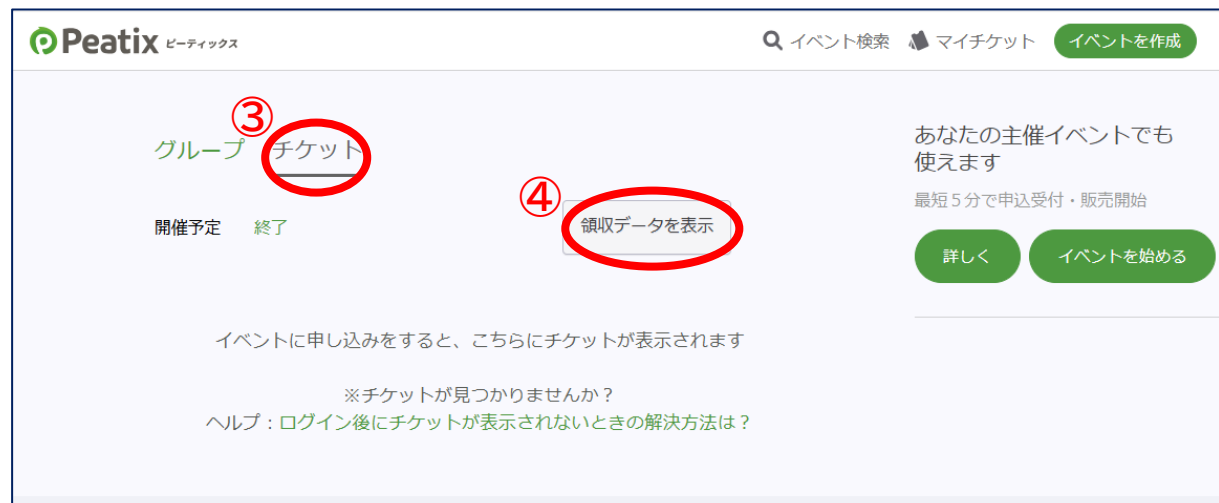 Peatix ピーティックス
イベント検索 マイチケット イベントを作成
③
グループ チケット
④
開催予定 終了 領収データを表示
イベントに申し込みをすると、こちらにチケットが表示されます
※チケットが見つかりませんか？
ヘルプ：ログイン後にチケットが表示されないときの解決方法は？
あなたの主催イベントでも
使えます
最短５分で申込受付・販売開始
詳しく イベントを始める